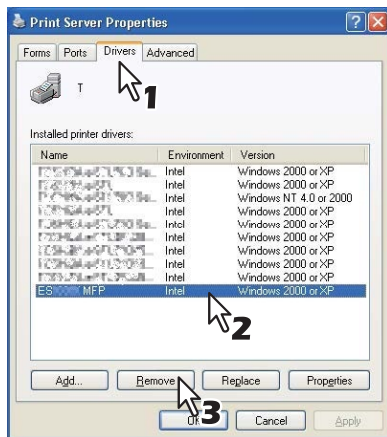 Print Server Properties
Forms Ports Drivers Advanced
1
T
Installed printer drivers:
Name Environment Version
Intel Windows 2000 or XP
Intel Windows 2000 or XP
Intel Windows NT 4.0 or 2000
Intel Windows 2000 or XP
Intel Windows 2000 or XP
Intel Windows 2000 or XP
Intel Windows 2000 or XP
Intel Windows 2000 or XP
Intel Windows 2000 or XP
ES MFP Intel Windows 2000 or XP
2
Add... Remove Replace Properties
3
OK Cancel Apply